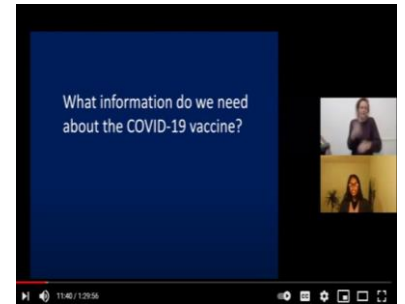 What information do we need
about the COVID-19 vaccine?
11:40 / 1:29:56